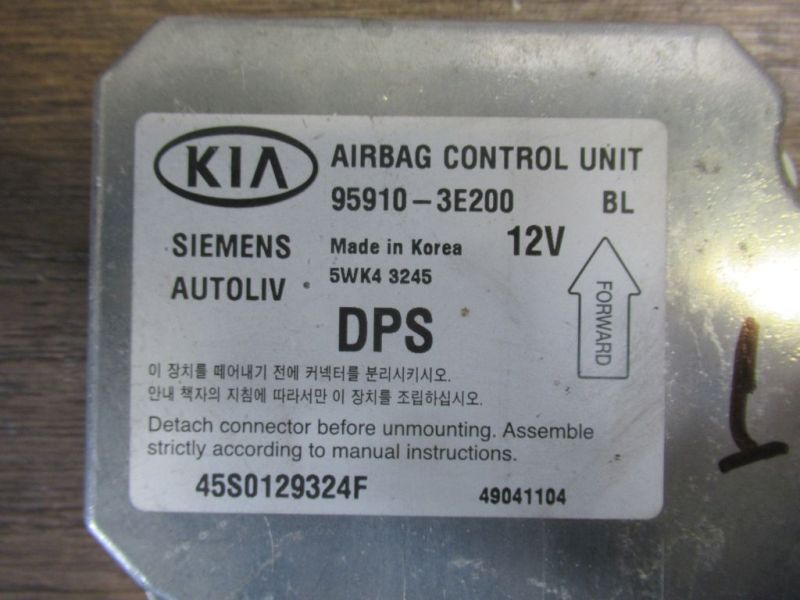 KIA AIRBAG CONTROL UNIT
95910-3E200 BL
SIEMENS Made in Korea 12V
AUTOLIV 5WK4 3245
DPS
FORWARD
이 장치를 떼어내기 전에 커넥터를 분리시키시오.
안내 책자의 지침에 따라서만 이 장치를 조립하십시오.
Detach connector before unmounting. Assemble
strictly according to manual instructions.
45S0129324F 49041104